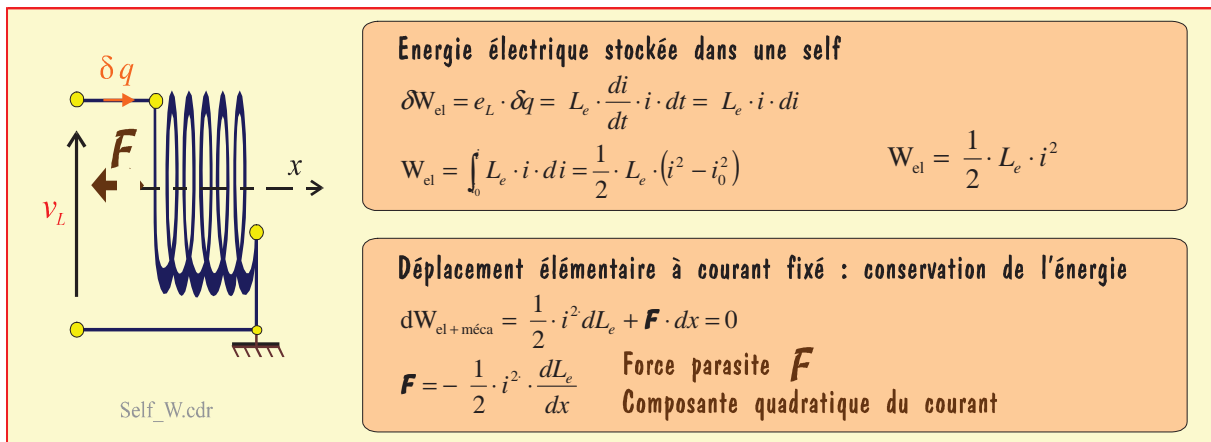 δq
F
x
v_L
Self_W.cdr
Energie électrique stockée dans une self
δW_el = e_L · δq = L_e · di/dt · i · dt = L_e · i · di
W_el = ∫_{i_0}^{i} L_e · i · di = 1/2 · L_e · (i² − i_0²)
W_el = 1/2 · L_e · i²
Déplacement élémentaire à courant fixé : conservation de l'énergie
dW_el+méca = 1/2 · i²· dL_e + F · dx = 0
F = − 1/2 · i²· · dL_e/dx
Force parasite F
Composante quadratique du courant